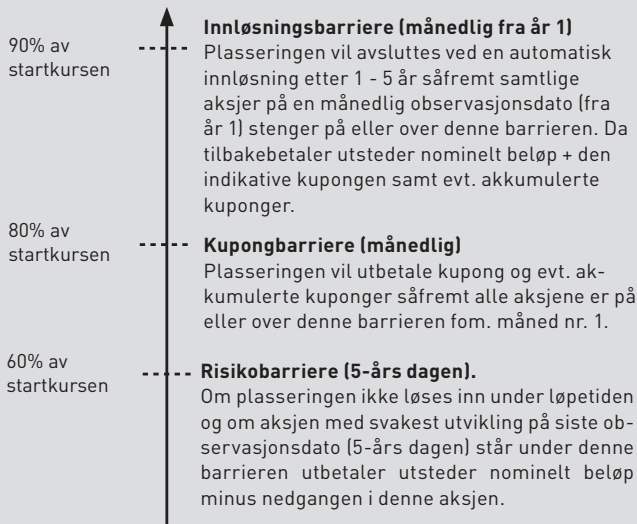 90% av
startkursen
Innløsningsbarriere (månedlig fra år 1)
Plasseringen vil avsluttes ved en automatisk
innløsning etter 1 - 5 år såfremt samtlige
aksjer på en månedlig observasjonsdato (fra
år 1) stenger på eller over denne barrieren. Da
tilbakebetaler utsteder nominelt beløp + den
indikative kupongen samt evt. akkumulerte
kuponger.
80% av
startkursen
Kupongbarriere (månedlig)
Plasseringen vil utbetale kupong og evt. ak-
kumulerte kuponger såfremt alle aksjene er på
eller over denne barrieren fom. måned nr. 1.
60% av
startkursen
Risikobarriere (5-års dagen).
Om plasseringen ikke løses inn under løpetiden
og om aksjen med svakest utvikling på siste ob-
servasjonsdato (5-års dagen) står under denne
barrieren utbetaler utsteder nominelt beløp
minus nedgangen i denne aksjen.